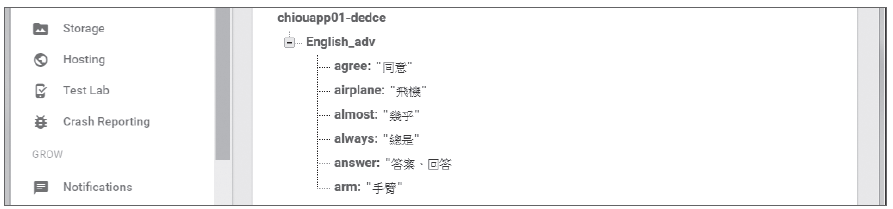 Storage
Hosting
Test Lab
Crash Reporting
GROW
Notifications
chiouapp01-dedce
English_adv
agree: "同意"
airplane: "飛機"
almost: "幾乎"
always: "總是"
answer: "答案、回答
arm: "手臂"